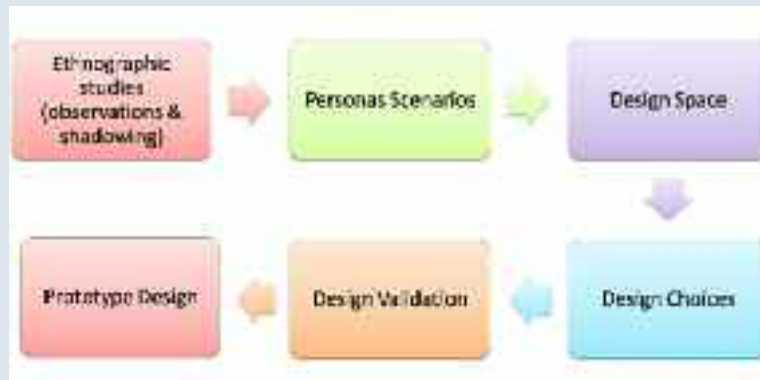 Ethnographic
studies
(observations &
shadowing)
Personas Scenarios
Design Space
Design Choices
Design Validation
Prototype Design